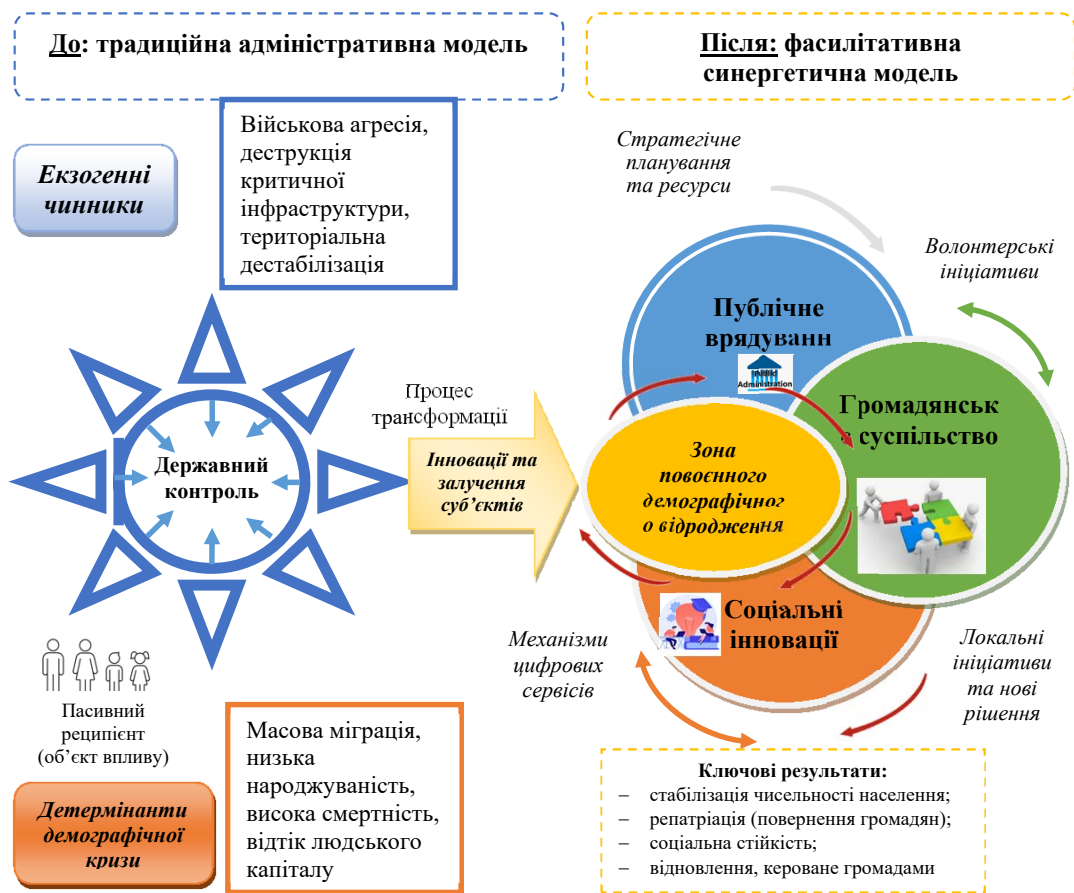 До: традиційна адміністративна модель
Після: фасилітативна
синергетична модель
Екзогенні
чинники
Військова агресія,
деструкція
критичної
інфраструктури,
територіальна
дестабілізація
Державний
контроль
Пасивний
реципієнт
(об’єкт впливу)
Детермінанти
демографічної
кризи
Масова міграція,
низька
народжуваність,
висока смертність,
відтік людського
капіталу
Процес
трансформації
Інновації та
залучення
суб’єктів
Стратегічне
планування
та ресурси
Волонтерські
ініціативи
Публічне
врядуванн
Public
Administration
Громадянськ
е суспільство
Зона
повоєнного
демографічног
о відродження
Соціальні
інновації
Механізми
цифрових
сервісів
Локальні
ініціативи
та нові
рішення
Ключові результати:
– стабілізація чисельності населення;
– репатріація (повернення громадян);
– соціальна стійкість;
– відновлення, кероване громадами